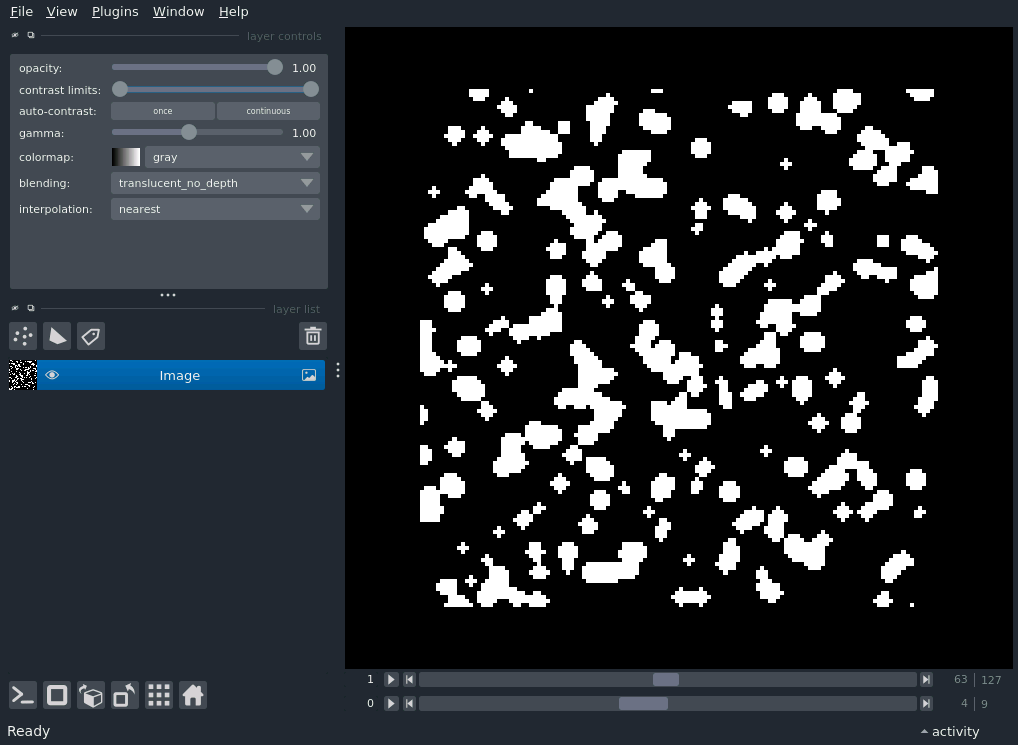 File View Plugins Window Help
layer controls
opacity: 1.00
contrast limits:
auto-contrast: once continuous
gamma: 1.00
colormap: gray
blending: translucent_no_depth
interpolation: nearest
layer list
Image
1 63 127
0 4 9
Ready activity